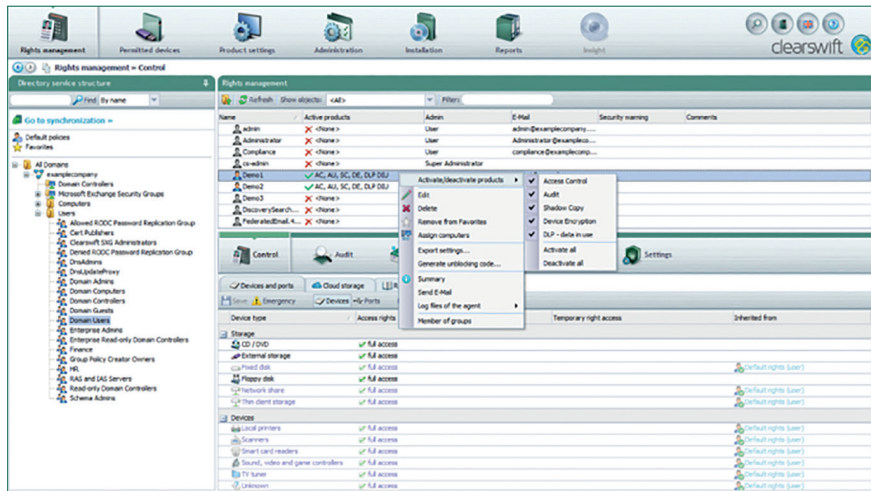 Rights management
Permitted devices
Product settings
Administration
Installation
Reports
Insight
clearswift
Rights management » Control
Directory service structure
Find
By name
Go to synchronization »
Default policies
Favorites
All Domains
examplecompany
Domain Controllers
Microsoft Exchange Security Groups
Computers
Users
Allowed RODC Password Replication Group
Cert Publishers
Clearswift SXG Administrators
Denied RODC Password Replication Group
DnsAdmins
DnsUpdateProxy
Domain Admins
Domain Computers
Domain Controllers
Domain Guests
Domain Users
Enterprise Admins
Enterprise Read-only Domain Controllers
Finance
Group Policy Creator Owners
HR
RAS and IAS Servers
Read-only Domain Controllers
Schema Admins
Rights management
Refresh Show objects: <All> Filter:
Name Active products Admin E-Mail Security warning Comments
admin <None> User admin@examplecompany....
Administrator <None> User Administrator@exampleco...
Compliance <None> User compliance@examplecomp...
cs-admin <None> Super Administrator
Demo1 AC, AU, SC, DE, DLP DIU
Demo2 AC, AU, SC, DE, DLP DIU
Demo3 <None>
DiscoverySearch... <None>
FederatedEmail.4... <None>
Activate/deactivate products
Edit
Delete
Remove from Favorites
Assign computers
Export settings...
Generate unblocking code...
Summary
Send E-Mail
Log files of the agent
Member of groups
Access Control
Audit
Shadow Copy
Device Encryption
DLP - data in use
Activate all
Deactivate all
Control
Audit
Settings
Devices and ports
Cloud storage
Save Emergency Devices Ports
Device type Access rights Temporary right access Inherited from
Storage
CD / DVD full access
External storage full access
Fixed disk full access Default rights (user)
Floppy disk full access
Network share full access Default rights (user)
Thin client storage full access Default rights (user)
Devices
Local printers full access Default rights (user)
Scanners full access Default rights (user)
Smart card readers full access Default rights (user)
Sound, video and game controllers full access Default rights (user)
TV tuner full access Default rights (user)
Unknown full access Default rights (user)